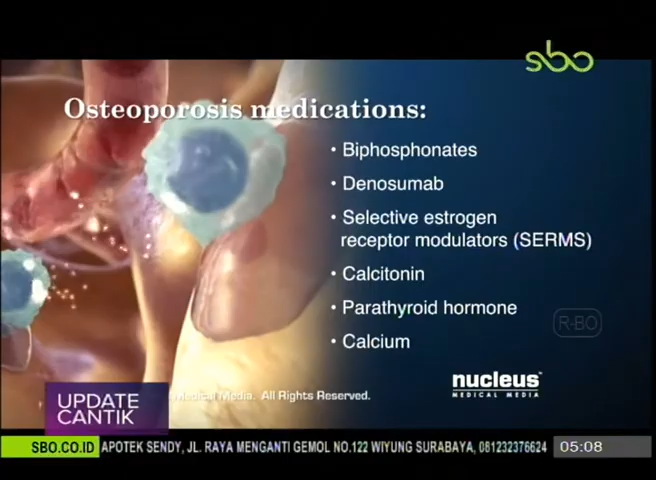 sbo
Osteoporosis medications:
• Biphosphonates
• Denosumab
• Selective estrogen
receptor modulators (SERMS)
• Calcitonin
• Parathyroid hormone
R-BO
• Calcium
nucleus
MEDICAL MEDIA
Medical Media. All Rights Reserved.
UPDATE
CANTIK
SBO.CO.ID APOTEK SENDY, JL. RAYA MENGANTI GEMOL NO.122 WIYUNG SURABAYA, 081232376624 05:08